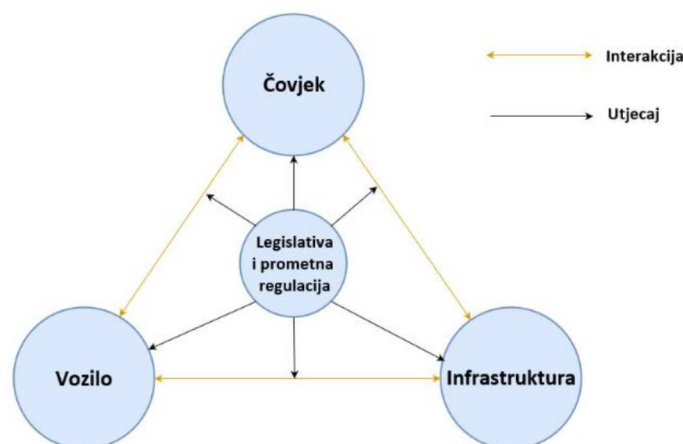 Čovjek
Interakcija
Utjecaj
Legislativa
i prometna
regulacija
Vozilo
Infrastruktura